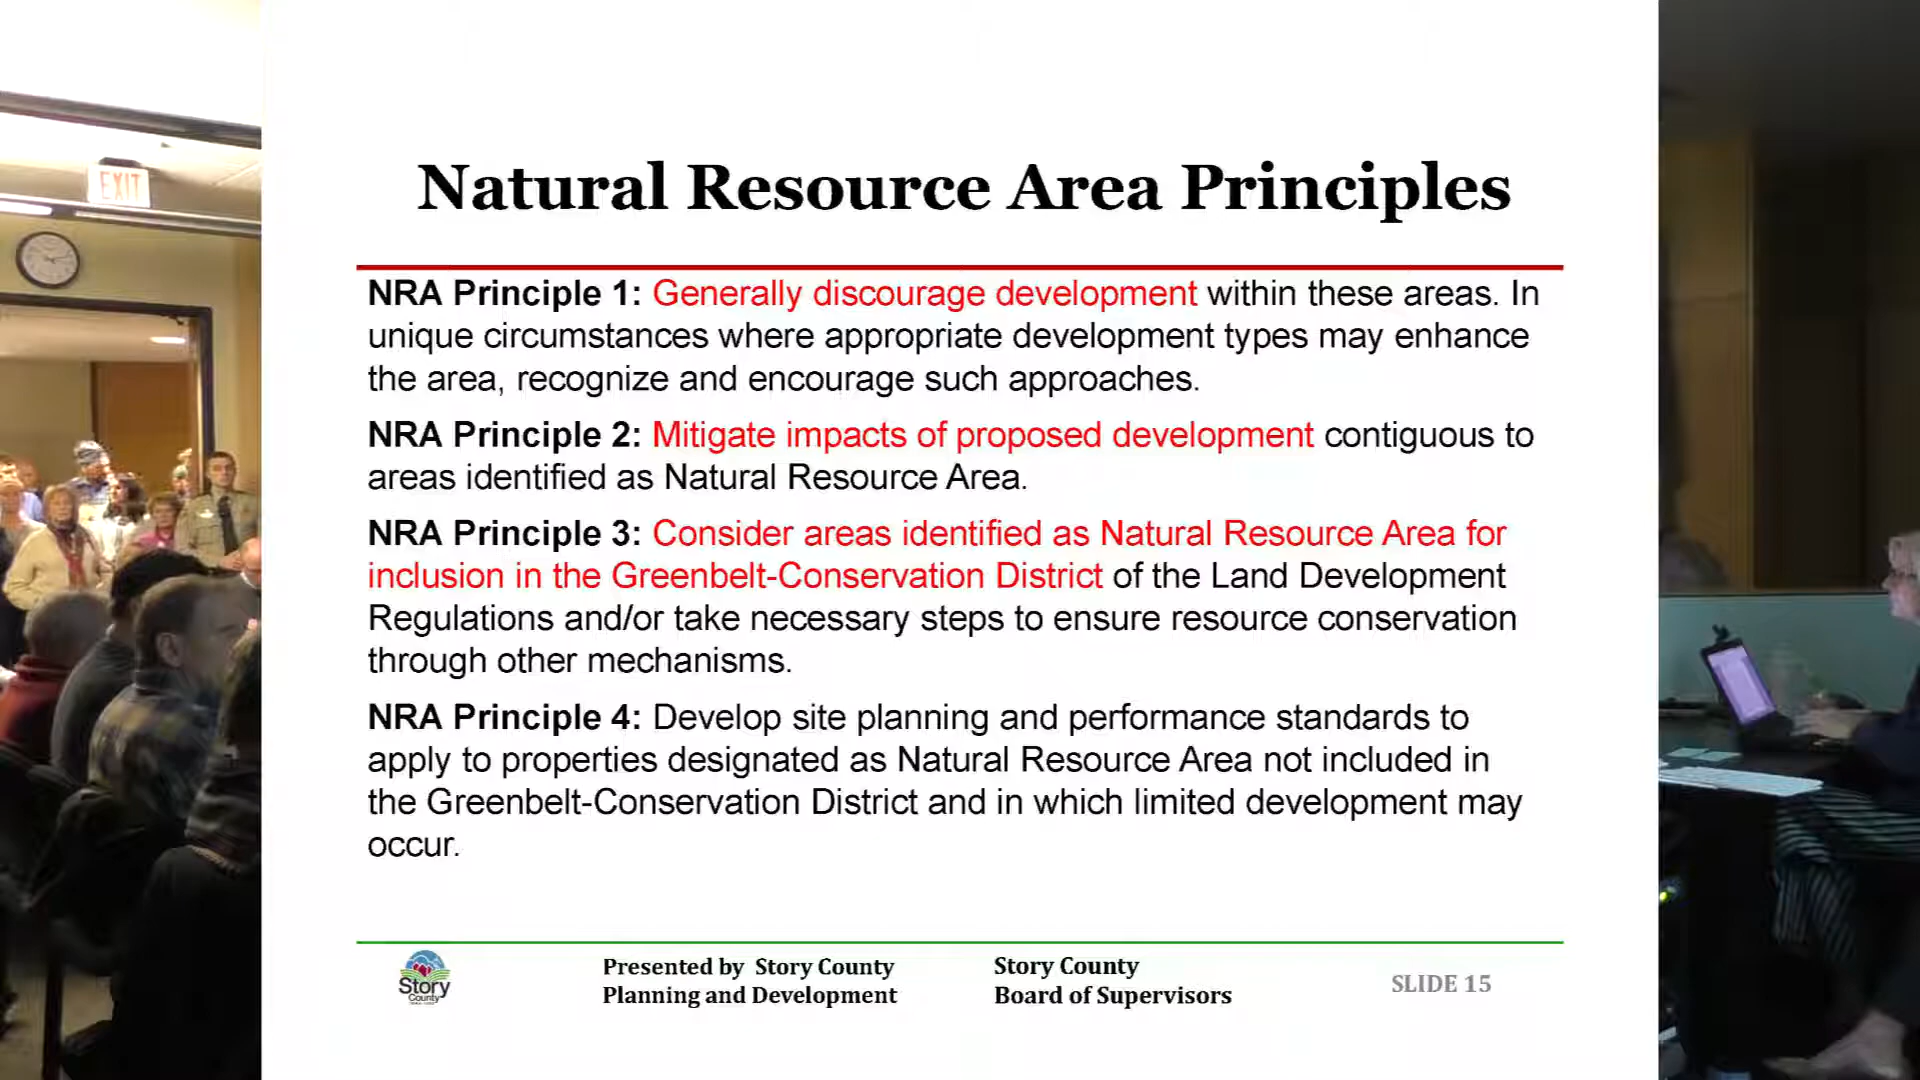 EXIT
Natural Resource Area Principles
NRA Principle 1: Generally discourage development within these areas. In
unique circumstances where appropriate development types may enhance
the area, recognize and encourage such approaches.
NRA Principle 2: Mitigate impacts of proposed development contiguous to
areas identified as Natural Resource Area.
NRA Principle 3: Consider areas identified as Natural Resource Area for
inclusion in the Greenbelt-Conservation District of the Land Development
Regulations and/or take necessary steps to ensure resource conservation
through other mechanisms.
NRA Principle 4: Develop site planning and performance standards to
apply to properties designated as Natural Resource Area not included in
the Greenbelt-Conservation District and in which limited development may
occur.
Story
County
Presented by Story County
Planning and Development
Story County
Board of Supervisors
SLIDE 15